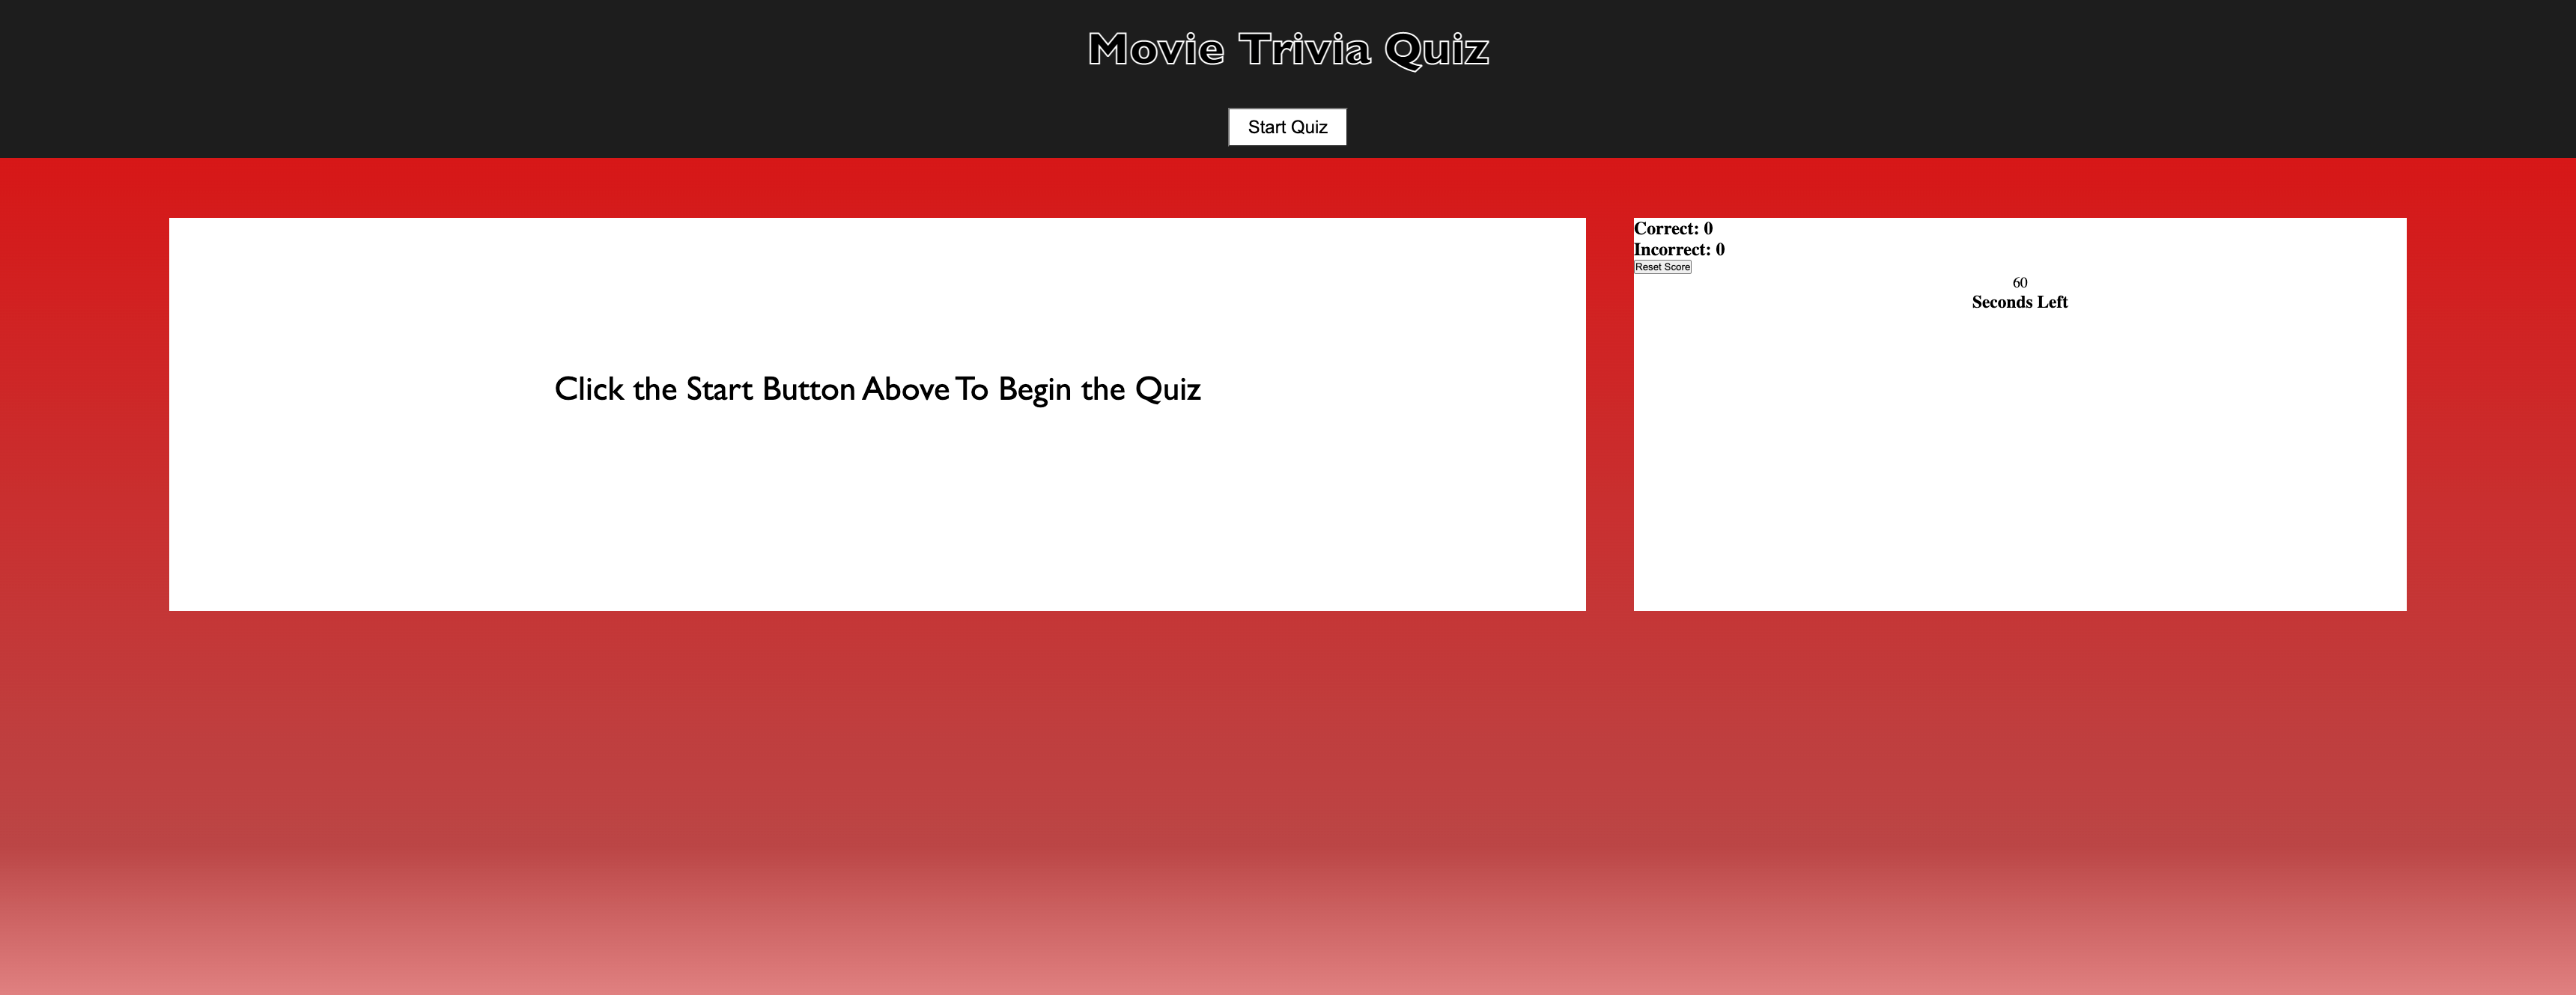 Movie Trivia Quiz
Start Quiz
Click the Start Button Above To Begin the Quiz
Correct: 0
Incorrect: 0
Reset Score
60
Seconds Left